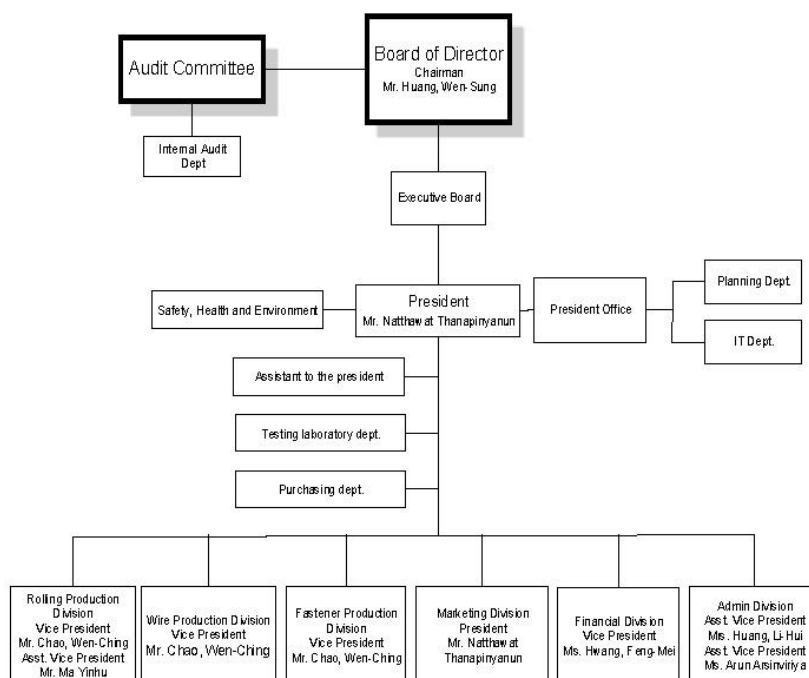 Audit Committee
Board of Director
Chairman
Mr. Huang, Wen-Sung
Internal Audit
Dept
Executive Board
Safety, Health and Environment
President
Mr. Natthawat Thanapinyanun
President Office
Planning Dept.
IT Dept.
Assistant to the president
Testing laboratory dept.
Purchasing dept.
Rolling Production
Division
Vice President
Mr. Chao, Wen-Ching
Asst. Vice President
Mr. Ma Yinhu
Wire Production Division
Vice President
Mr. Chao, Wen-Ching
Fastener Production
Division
Vice President
Mr. Chao, Wen-Ching
Marketing Division
President
Mr. Natthawat
Thanapinyanun
Financial Division
Vice President
Ms. Hwang, Feng-Mei
Admin Division
Asst. Vice President
Ms. Huang, Li-Hui
Asst. Vice President
Ms. Arun Arsinviriya